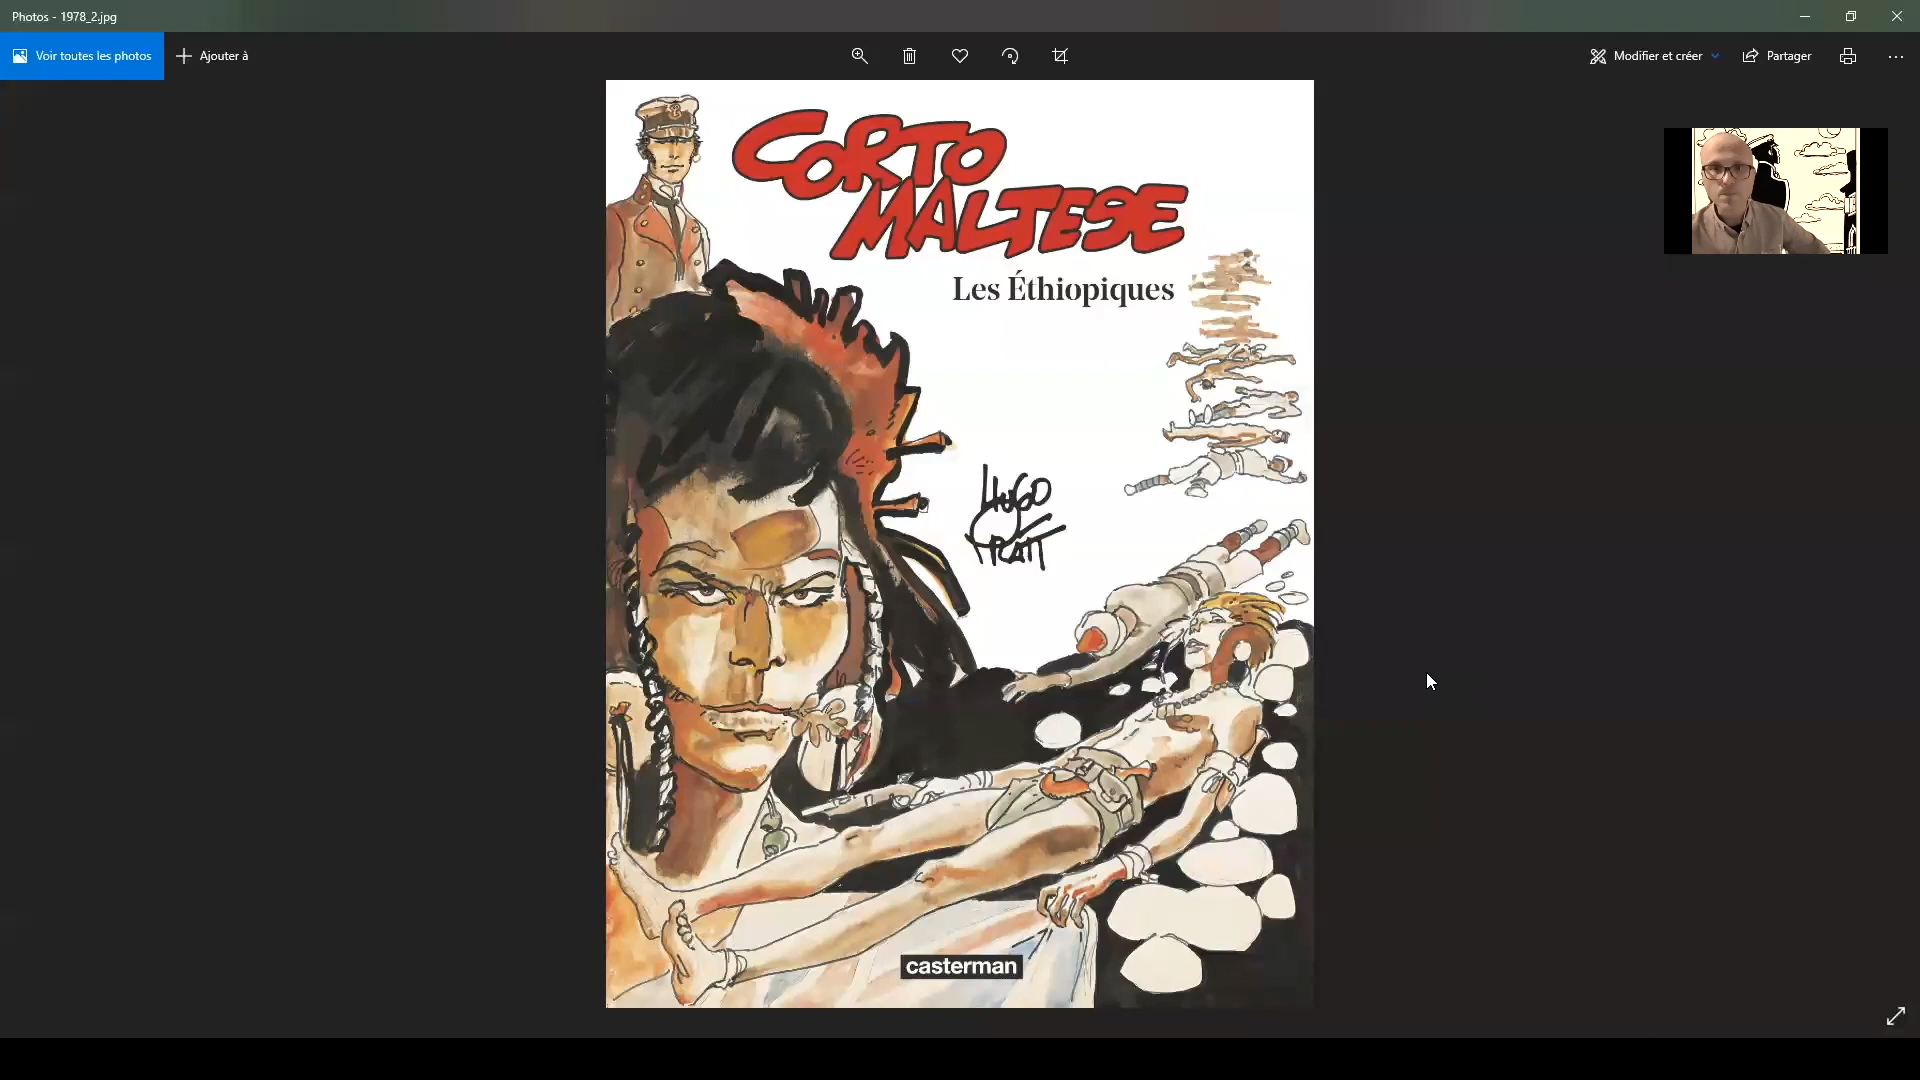 Photos - 1978_2.jpg
Voir toutes les photos
Ajouter à
Modifier et créer
Partager
CORTO
MALTESE
Les Éthiopiques
HUGO
PRATT
casterman